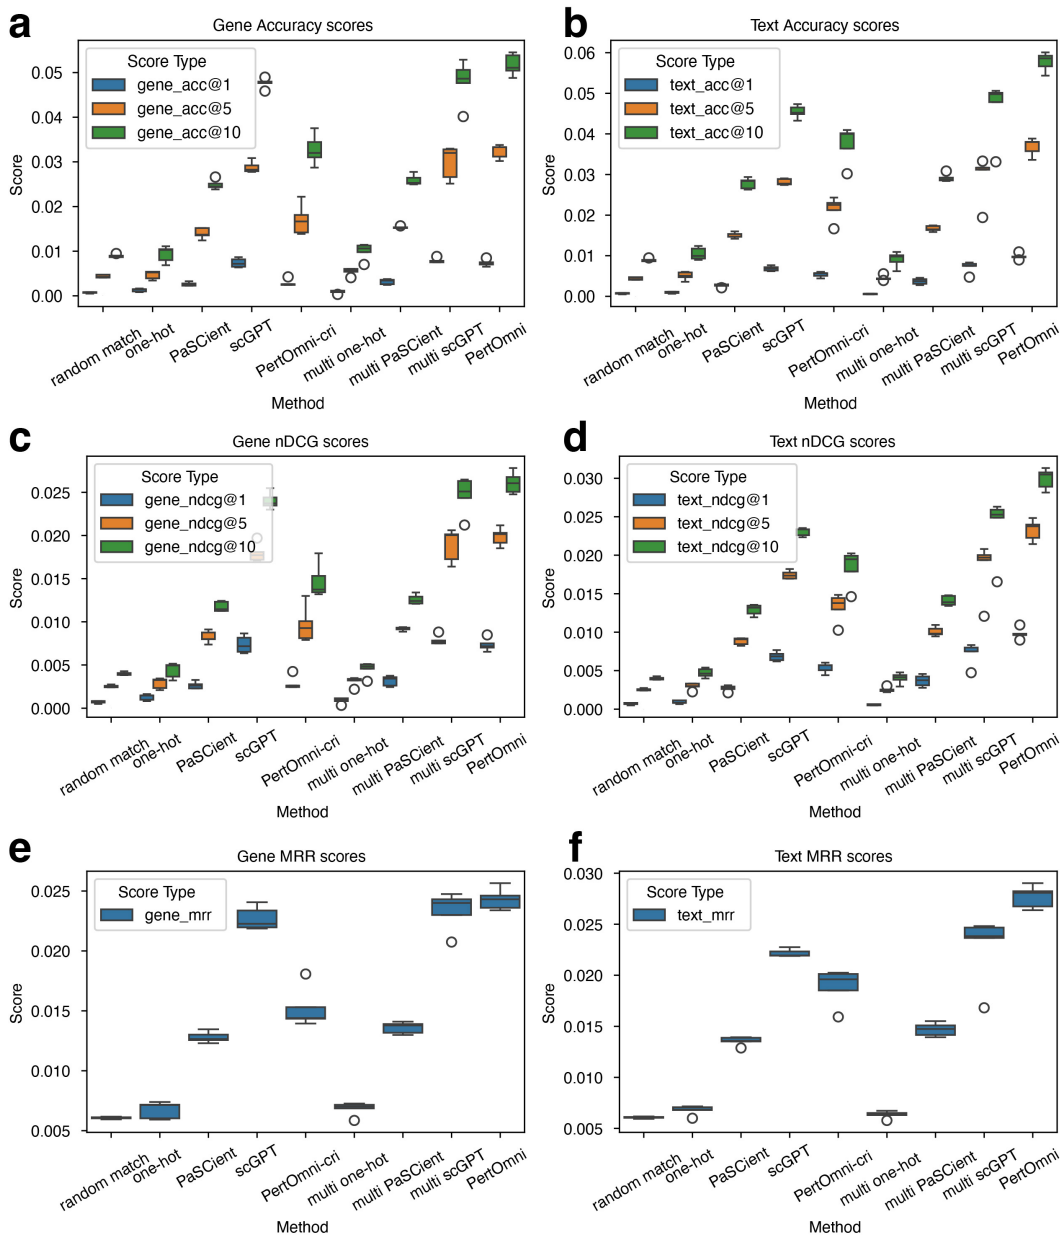 a
Gene Accuracy scores
Score Type
gene_acc@1
gene_acc@5
gene_acc@10
Score
0.05
0.04
0.03
0.02
0.01
0.00
random match
one-hot
PaSCient
scGPT
PertOmni-cri
multi one-hot
multi PaSCient
multi scGPT
PertOmni
Method
b
Text Accuracy scores
Score Type
text_acc@1
text_acc@5
text_acc@10
Score
0.06
0.05
0.04
0.03
0.02
0.01
0.00
random match
one-hot
PaSCient
scGPT
PertOmni-cri
multi one-hot
multi PaSCient
multi scGPT
PertOmni
Method
c
Gene nDCG scores
Score Type
gene_ndcg@1
gene_ndcg@5
gene_ndcg@10
Score
0.025
0.020
0.015
0.010
0.005
0.000
random match
one-hot
PaSCient
scGPT
PertOmni-cri
multi one-hot
multi PaSCient
multi scGPT
PertOmni
Method
d
Text nDCG scores
Score Type
text_ndcg@1
text_ndcg@5
text_ndcg@10
Score
0.030
0.025
0.020
0.015
0.010
0.005
0.000
random match
one-hot
PaSCient
scGPT
PertOmni-cri
multi one-hot
multi PaSCient
multi scGPT
PertOmni
Method
e
Gene MRR scores
Score Type
gene_mrr
Score
0.025
0.020
0.015
0.010
0.005
random match
one-hot
PaSCient
scGPT
PertOmni-cri
multi one-hot
multi PaSCient
multi scGPT
PertOmni
Method
f
Text MRR scores
Score Type
text_mrr
Score
0.030
0.025
0.020
0.015
0.010
0.005
random match
one-hot
PaSCient
scGPT
PertOmni-cri
multi one-hot
multi PaSCient
multi scGPT
PertOmni
Method